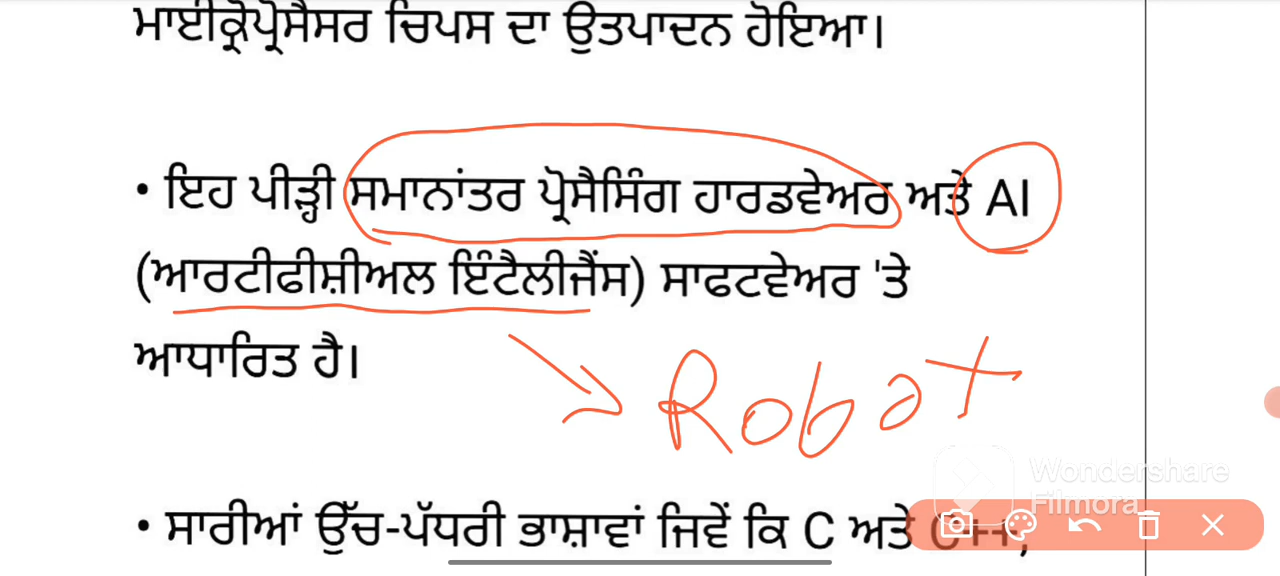 ਮਾਈਕ੍ਰੋਪ੍ਰੋਸੈਸਰ ਚਿਪਸ ਦਾ ਉਤਪਾਦਨ ਹੋਇਆ।
• ਇਹ ਪੀੜ੍ਹੀ ਸਮਾਨਾਂਤਰ ਪ੍ਰੋਸੈਸਿੰਗ ਹਾਰਡਵੇਅਰ ਅਤੇ AI
(ਆਰਟੀਫੀਸ਼ੀਅਲ ਇੰਟੈਲੀਜੈਂਸ) ਸਾਫਟਵੇਅਰ 'ਤੇ
ਆਧਾਰਿਤ ਹੈ।
Robot
Wondershare
Filmora
• ਸਾਰੀਆਂ ਉੱਚ-ਪੱਧਰੀ ਭਾਸ਼ਾਵਾਂ ਜਿਵੇਂ ਕਿ C ਅਤੇ C++,